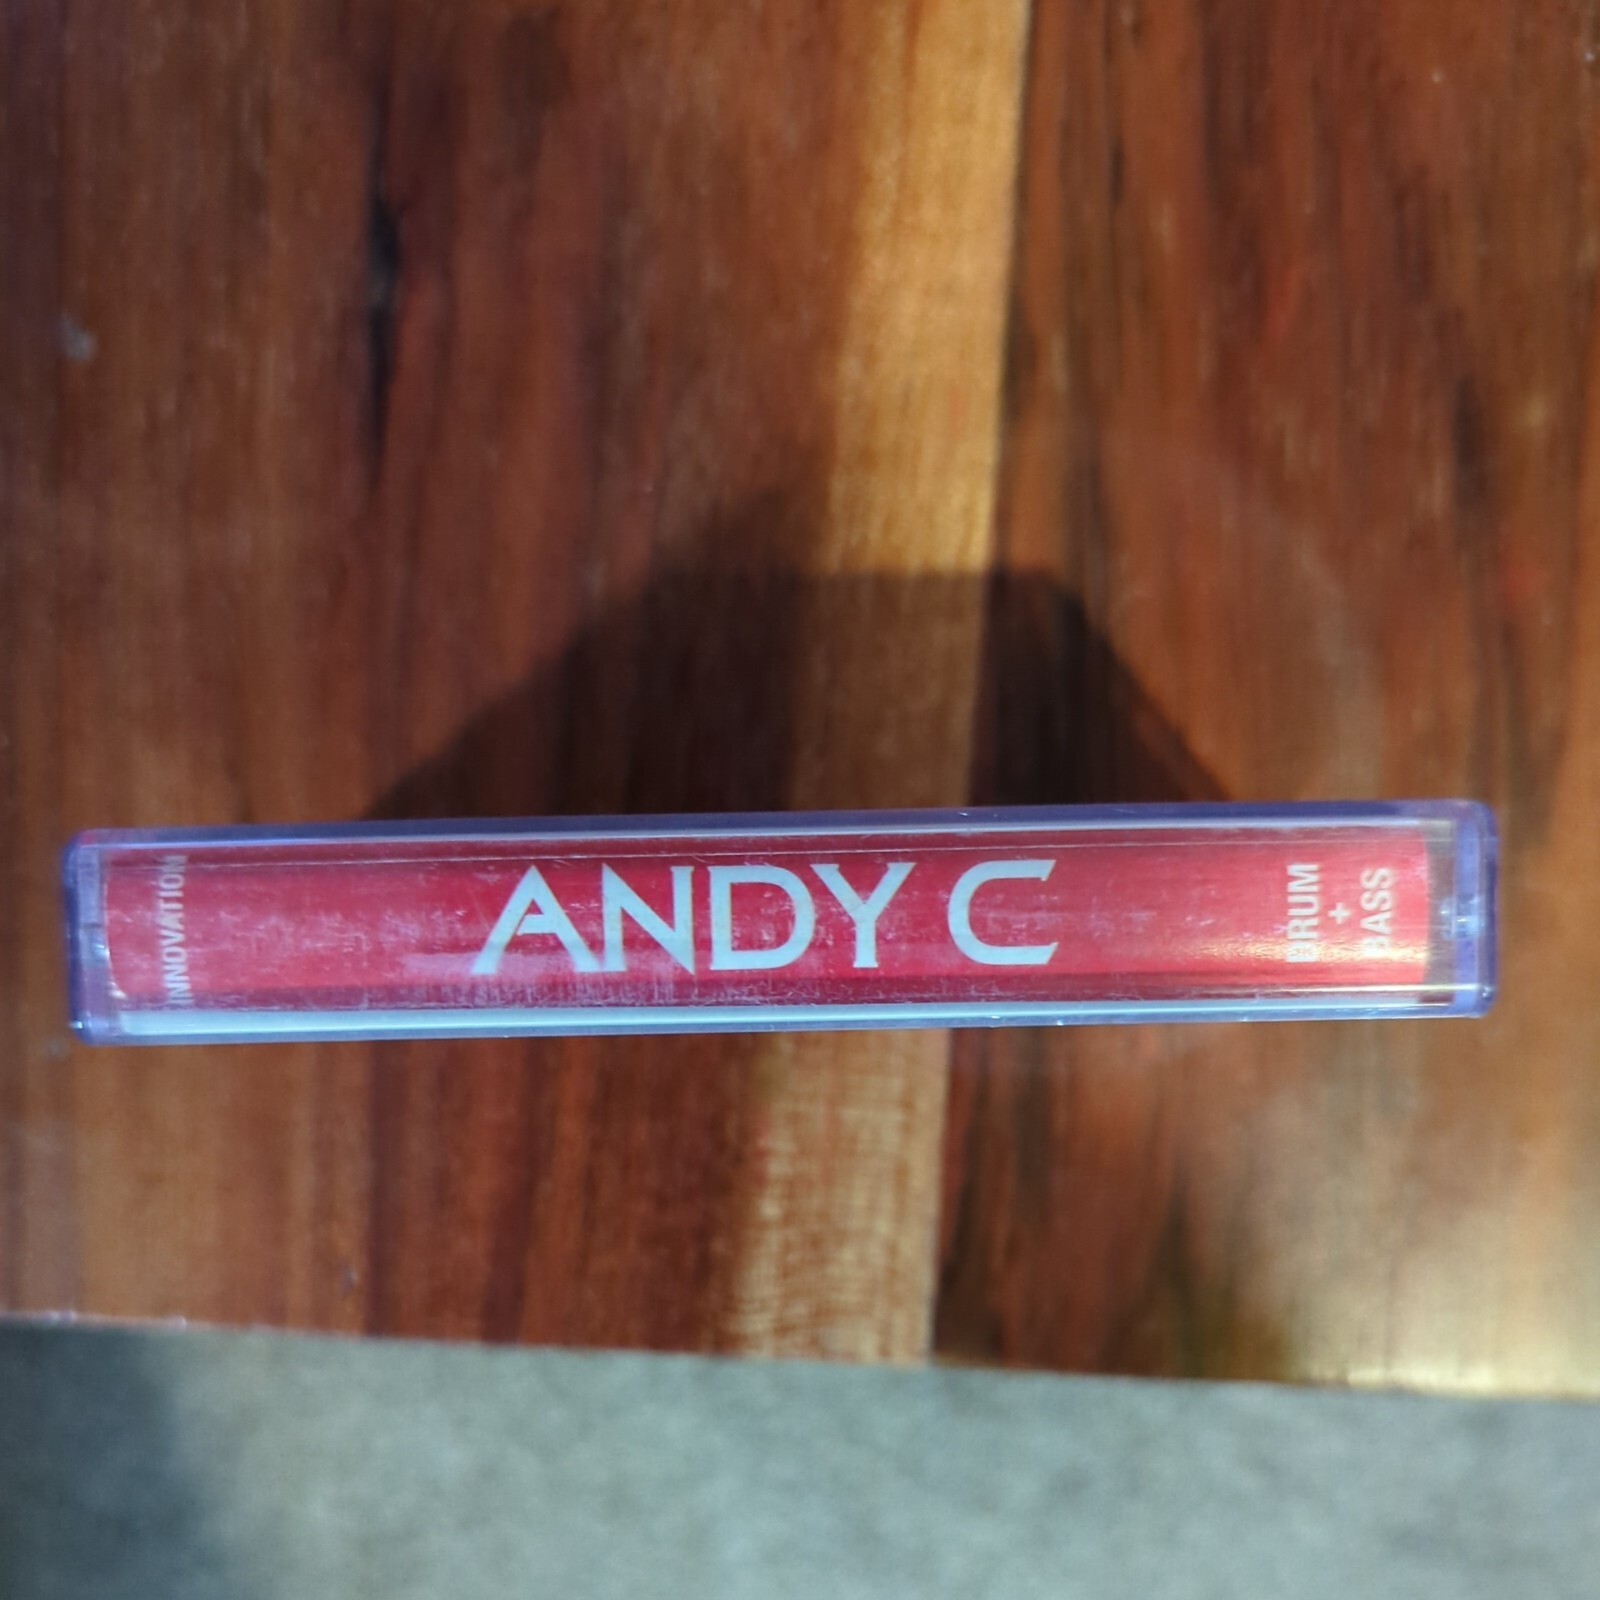 INNOVATION
ANDY C
DRUM
+
BASS